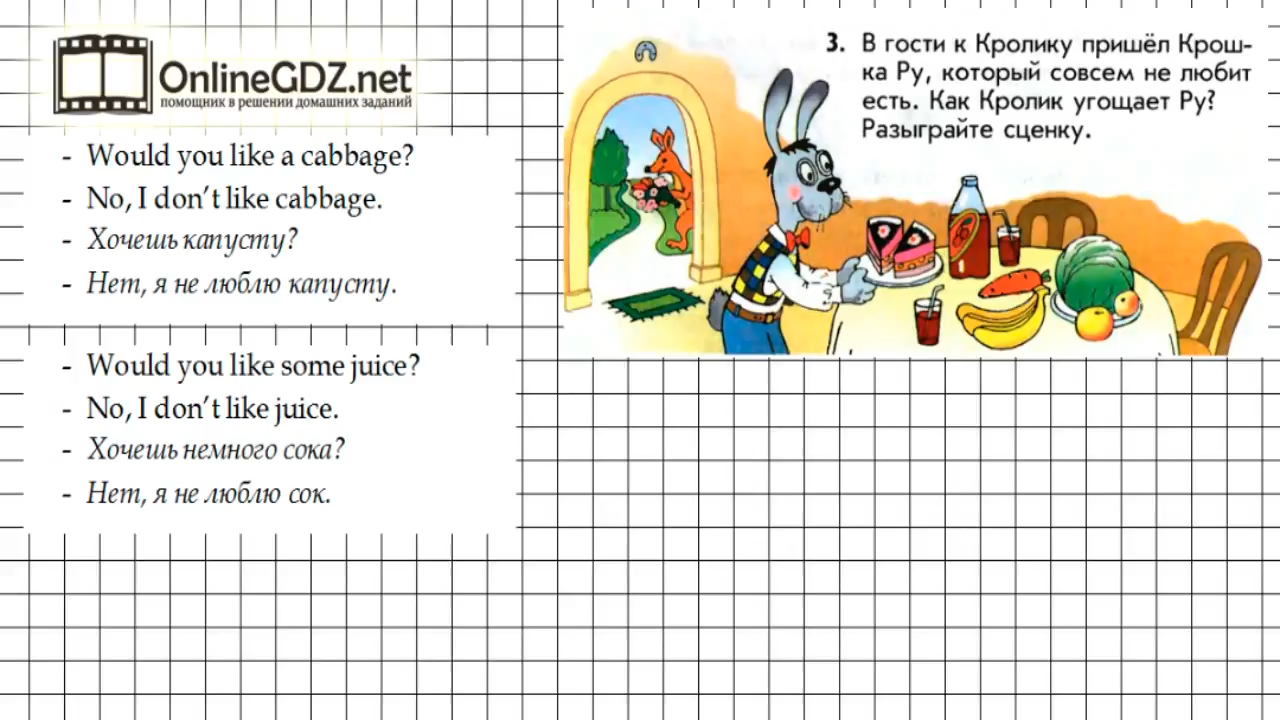 OnlineGDZ.net
помощник в решении домашних заданий
- Would you like a cabbage?
- No, I don't like cabbage.
- Хочешь капусту?
- Нет, я не люблю капусту.
- Would you like some juice?
- No, I don't like juice.
- Хочешь немного сока?
- Нет, я не люблю сок.
3. В гости к Кролику пришёл Крош-
ка Ру, который совсем не любит
есть. Как Кролик угощает Ру?
Разыграйте сценку.